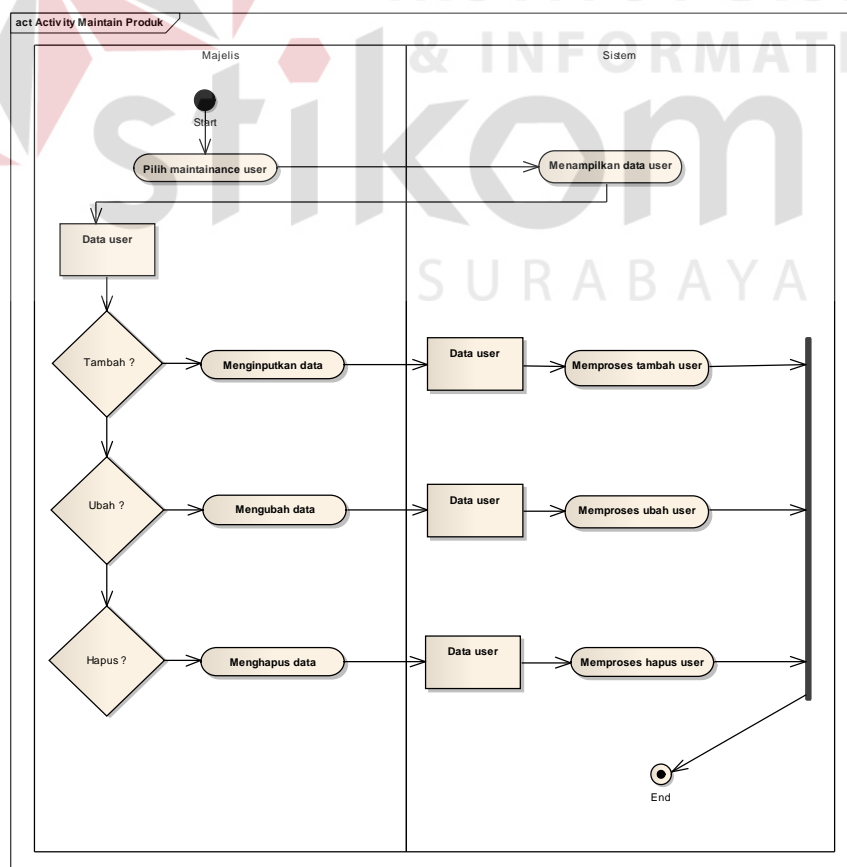 act Activity Maintain Produk
Majelis
Sistem
Start
Pilih maintainance user
Menampilkan data user
Data user
Tambah ?
Menginputkan data
Data user
Memproses tambah user
Ubah ?
Mengubah data
Data user
Memproses ubah user
Hapus ?
Menghapus data
Data user
Memproses hapus user
End
& INFORMATI
stikom
SURABAYA